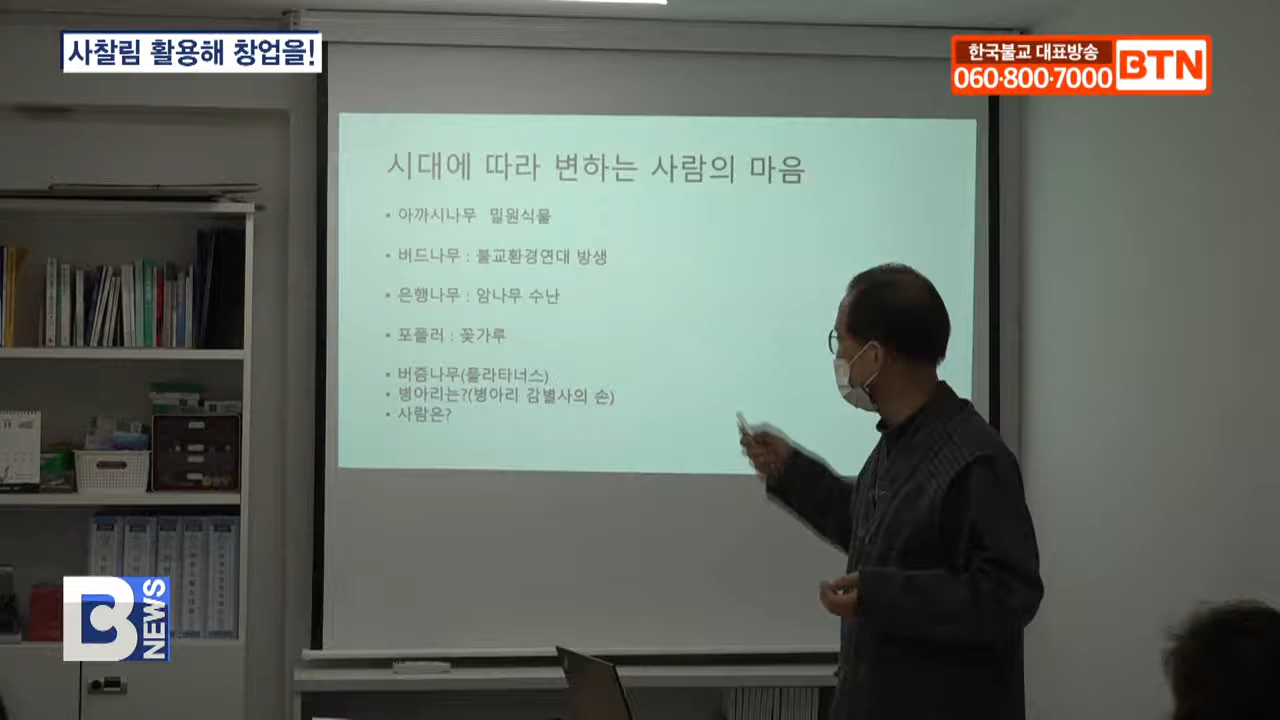 사찰림 활용해 창업을!
한국불교 대표방송
060·800·7000
BTN
시대에 따라 변하는 사람의 마음
• 아까시나무 밀원식물
• 버드나무 : 불교환경연대 방생
• 은행나무 : 암나무 수난
• 포플러 : 꽃가루
• 버즘나무(플라타너스)
• 병아리는?(병아리 감별사의 손)
• 사람은?
B NEWS